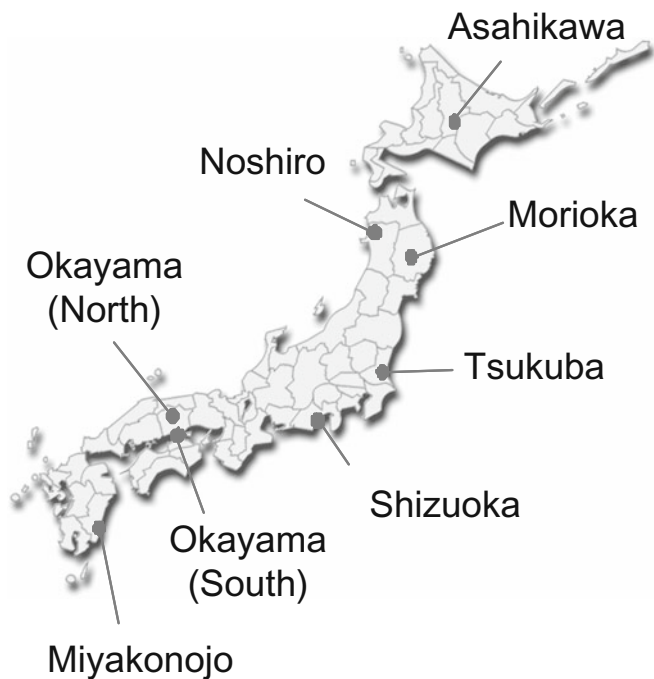 Asahikawa
Noshiro
Morioka
Okayama
(North)
Tsukuba
Shizuoka
Okayama
(South)
Miyakonojo